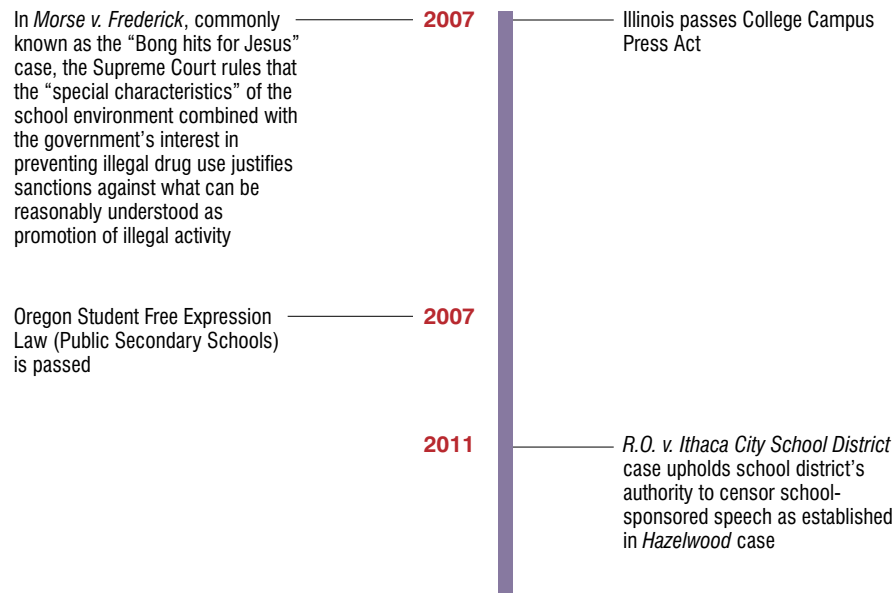 In Morse v. Frederick, commonly
known as the “Bong hits for Jesus”
case, the Supreme Court rules that
the “special characteristics” of the
school environment combined with
the government’s interest in
preventing illegal drug use justifies
sanctions against what can be
reasonably understood as
promotion of illegal activity
2007
Illinois passes College Campus
Press Act
Oregon Student Free Expression
Law (Public Secondary Schools)
is passed
2007
2011
R.O. v. Ithaca City School District
case upholds school district’s
authority to censor school-
sponsored speech as established
in Hazelwood case